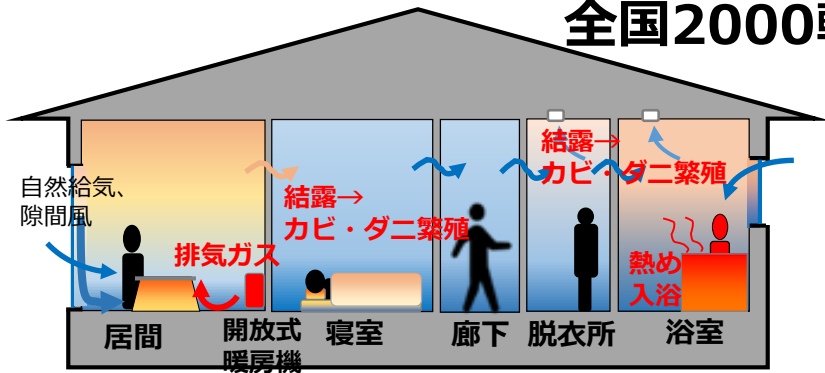 全国2000
結露→
カビ・ダニ繁殖
自然給気、
隙間風
結露→
カビ・ダニ繁殖
排気ガス
熱め
入浴
居間
開放式
暖房機
寝室
廊下
脱衣所
浴室